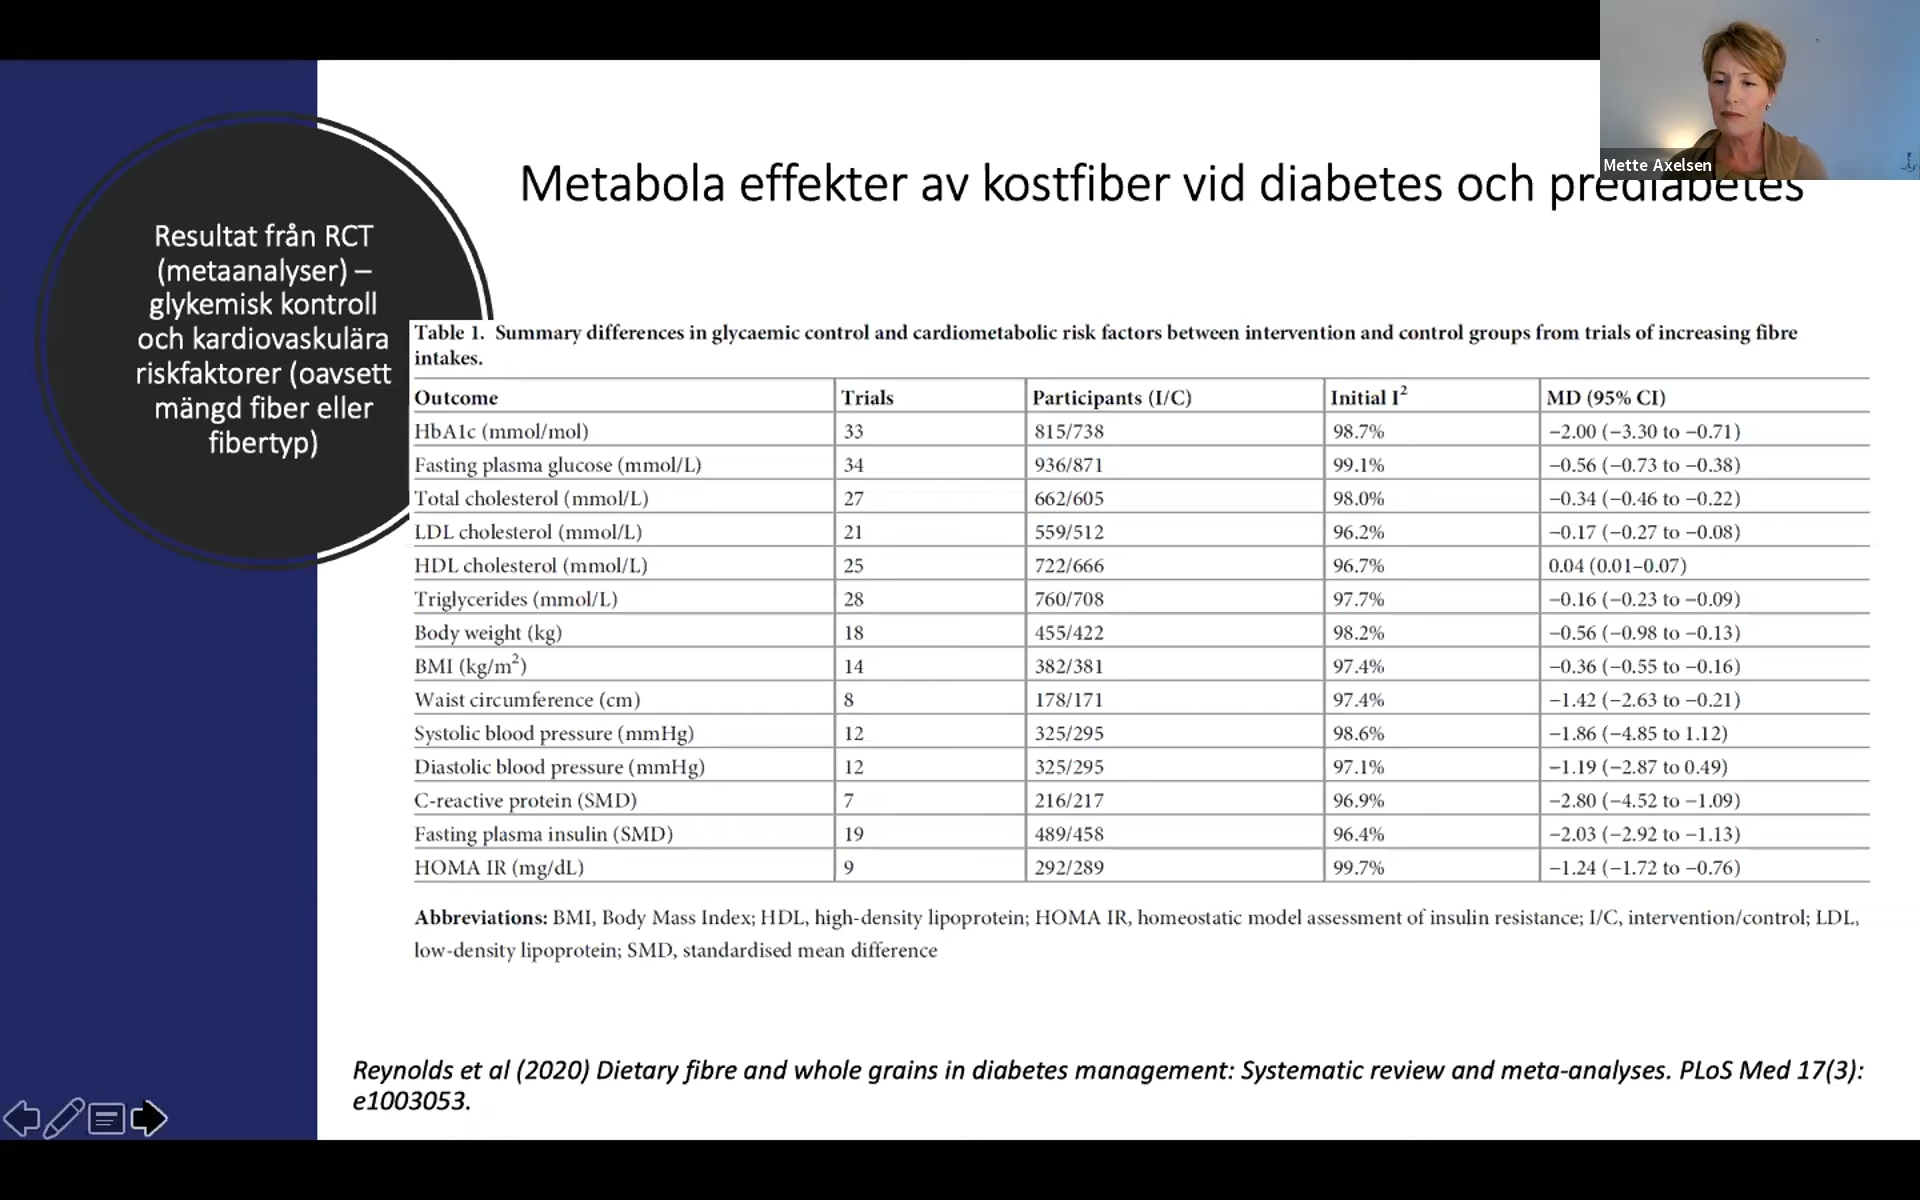 Mette Axelsen
Metabola effekter av kostfiber vid diabetes och prediabetes
Resultat från RCT
(metaanalyser) –
glykemisk kontroll
och kardiovaskulära
riskfaktorer (oavsett
mängd fiber eller
fibertyp)
Table 1. Summary differences in glycaemic control and cardiometabolic risk factors between intervention and control groups from trials of increasing fibre
intakes.
Outcome Trials Participants (I/C) Initial I² MD (95% CI)
HbA1c (mmol/mol) 33 815/738 98.7% −2.00 (−3.30 to −0.71)
Fasting plasma glucose (mmol/L) 34 936/871 99.1% −0.56 (−0.73 to −0.38)
Total cholesterol (mmol/L) 27 662/605 98.0% −0.34 (−0.46 to −0.22)
LDL cholesterol (mmol/L) 21 559/512 96.2% −0.17 (−0.27 to −0.08)
HDL cholesterol (mmol/L) 25 722/666 96.7% 0.04 (0.01–0.07)
Triglycerides (mmol/L) 28 760/708 97.7% −0.16 (−0.23 to −0.09)
Body weight (kg) 18 455/422 98.2% −0.56 (−0.98 to −0.13)
BMI (kg/m²) 14 382/381 97.4% −0.36 (−0.55 to −0.16)
Waist circumference (cm) 8 178/171 97.4% −1.42 (−2.63 to −0.21)
Systolic blood pressure (mmHg) 12 325/295 98.6% −1.86 (−4.85 to 1.12)
Diastolic blood pressure (mmHg) 12 325/295 97.1% −1.19 (−2.87 to 0.49)
C-reactive protein (SMD) 7 216/217 96.9% −2.80 (−4.52 to −1.09)
Fasting plasma insulin (SMD) 19 489/458 96.4% −2.03 (−2.92 to −1.13)
HOMA IR (mg/dL) 9 292/289 99.7% −1.24 (−1.72 to −0.76)
Abbreviations: BMI, Body Mass Index; HDL, high-density lipoprotein; HOMA IR, homeostatic model assessment of insulin resistance; I/C, intervention/control; LDL,
low-density lipoprotein; SMD, standardised mean difference
Reynolds et al (2020) Dietary fibre and whole grains in diabetes management: Systematic review and meta-analyses. PLoS Med 17(3):
e1003053.